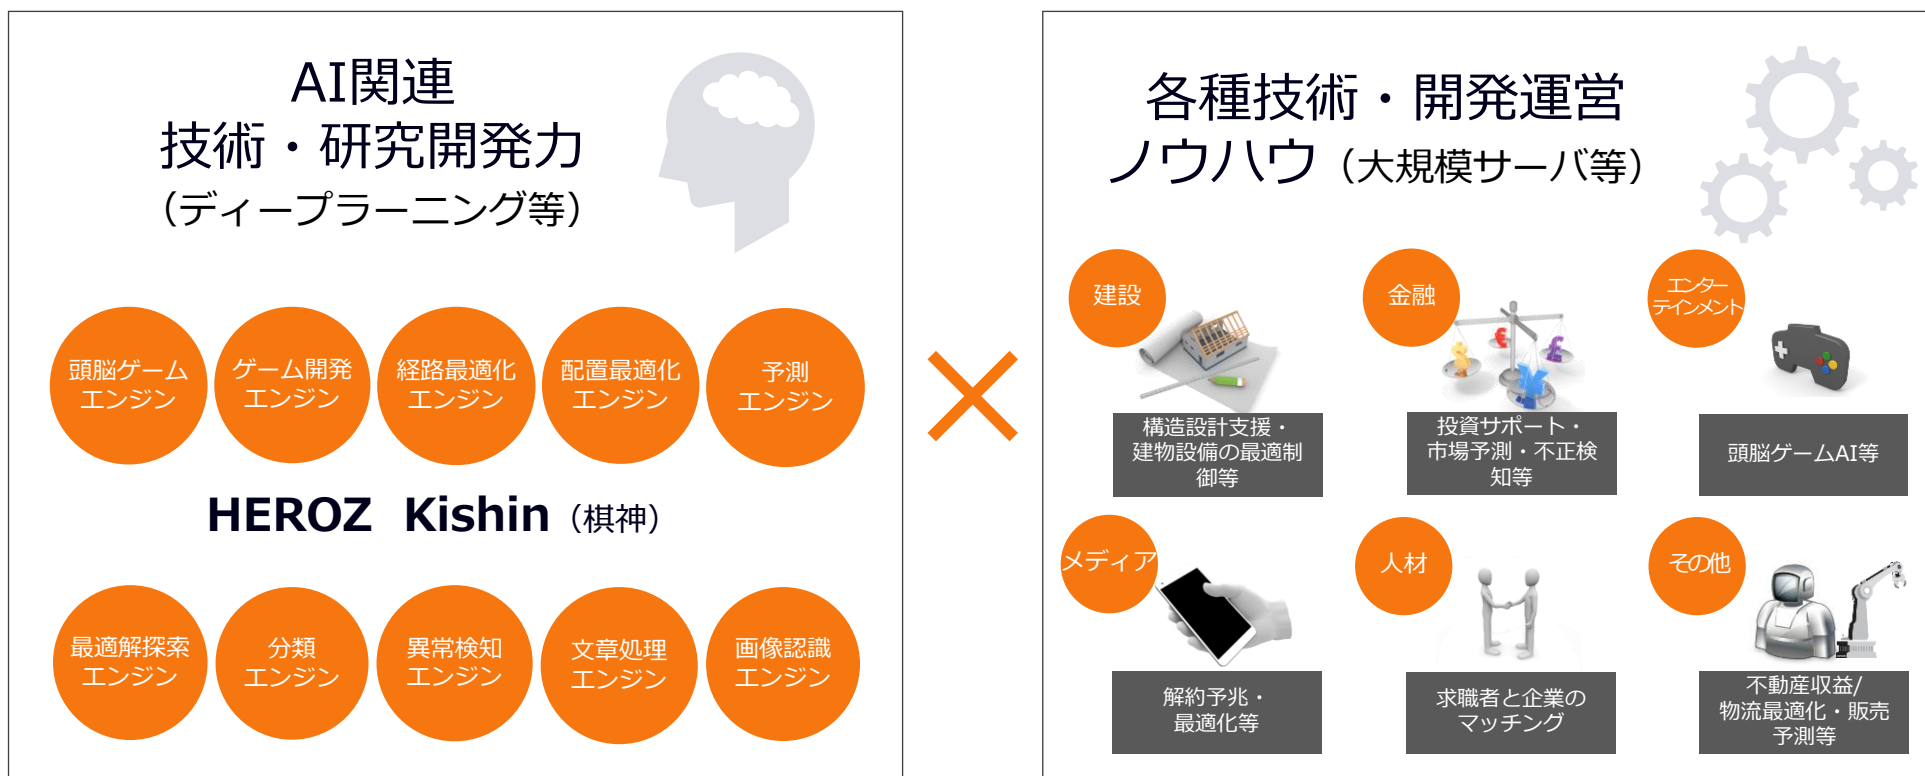 AI関連
技術・研究開発力
（ディープラーニング等）
頭脳ゲーム
エンジン
ゲーム開発
エンジン
経路最適化
エンジン
配置最適化
エンジン
予測
エンジン
HEROZ Kishin（棋神）
最適解探索
エンジン
分類
エンジン
異常検知
エンジン
文章処理
エンジン
画像認識
エンジン
×
各種技術・開発運営
ノウハウ（大規模サーバ等）
建設
構造設計支援・
建物設備の最適制
御等
金融
投資サポート・
市場予測・不正検
知等
エンター
テインメント
頭脳ゲームAI等
メディア
解約予兆・
最適化等
人材
求職者と企業の
マッチング
その他
不動産収益/
物流最適化・販売
予測等